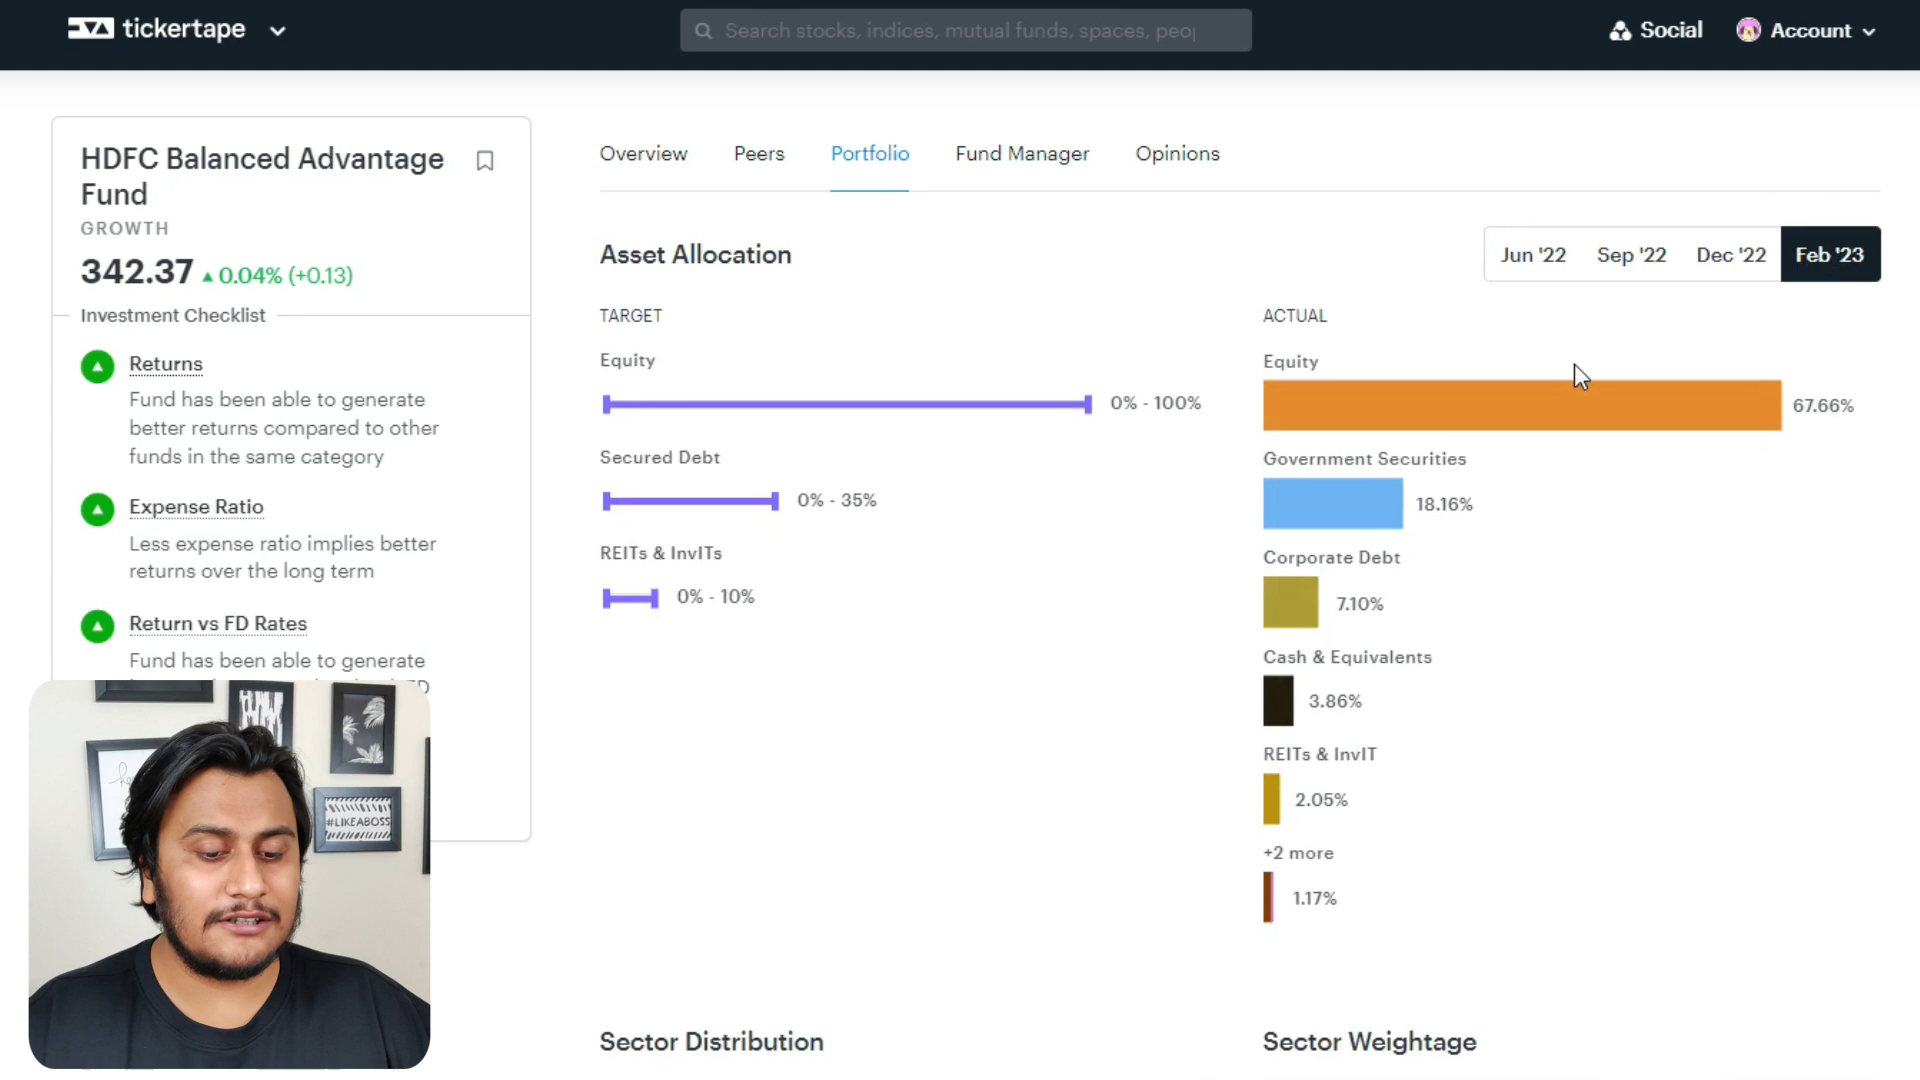 tickertape
Search stocks, indices, mutual funds, spaces, peo
Social
Account
HDFC Balanced Advantage
Fund
GROWTH
342.37 ▲ 0.04% (+0.13)
Investment Checklist
Returns
Fund has been able to generate
better returns compared to other
funds in the same category
Expense Ratio
Less expense ratio implies better
returns over the long term
Return vs FD Rates
Fund has been able to generate
#LIKEABOSS
Overview
Peers
Portfolio
Fund Manager
Opinions
Asset Allocation
Jun '22
Sep '22
Dec '22
Feb '23
TARGET
Equity
0% - 100%
Secured Debt
0% - 35%
REITs & InvITs
0% - 10%
ACTUAL
Equity
67.66%
Government Securities
18.16%
Corporate Debt
7.10%
Cash & Equivalents
3.86%
REITs & InvIT
2.05%
+2 more
1.17%
Sector Distribution
Sector Weightage